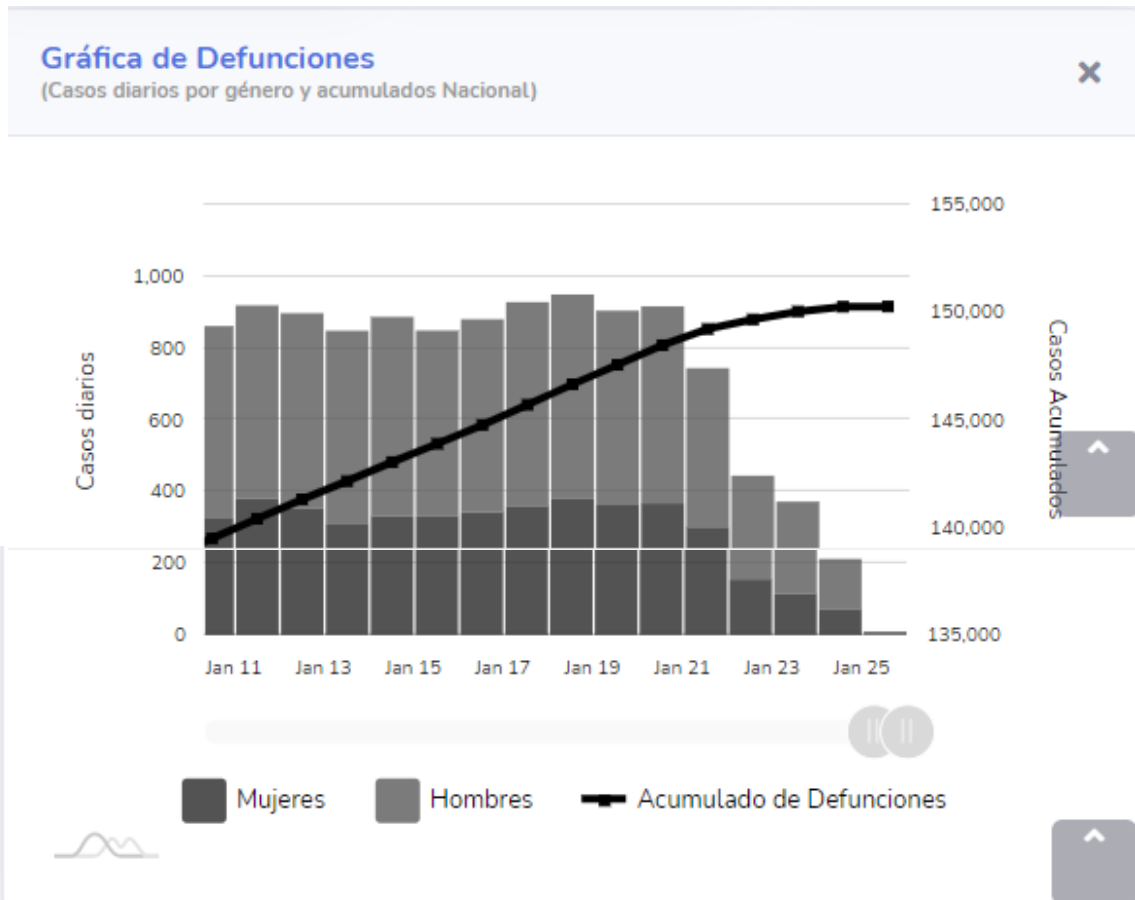 Gráfica de Defunciones
(Casos diarios por género y acumulados Nacional)
155,000
1,000
150,000
800
600
145,000
400
140,000
200
0
135,000
Casos diarios
Casos Acumulados
Jan 11 Jan 13 Jan 15 Jan 17 Jan 19 Jan 21 Jan 23 Jan 25
Mujeres Hombres Acumulado de Defunciones